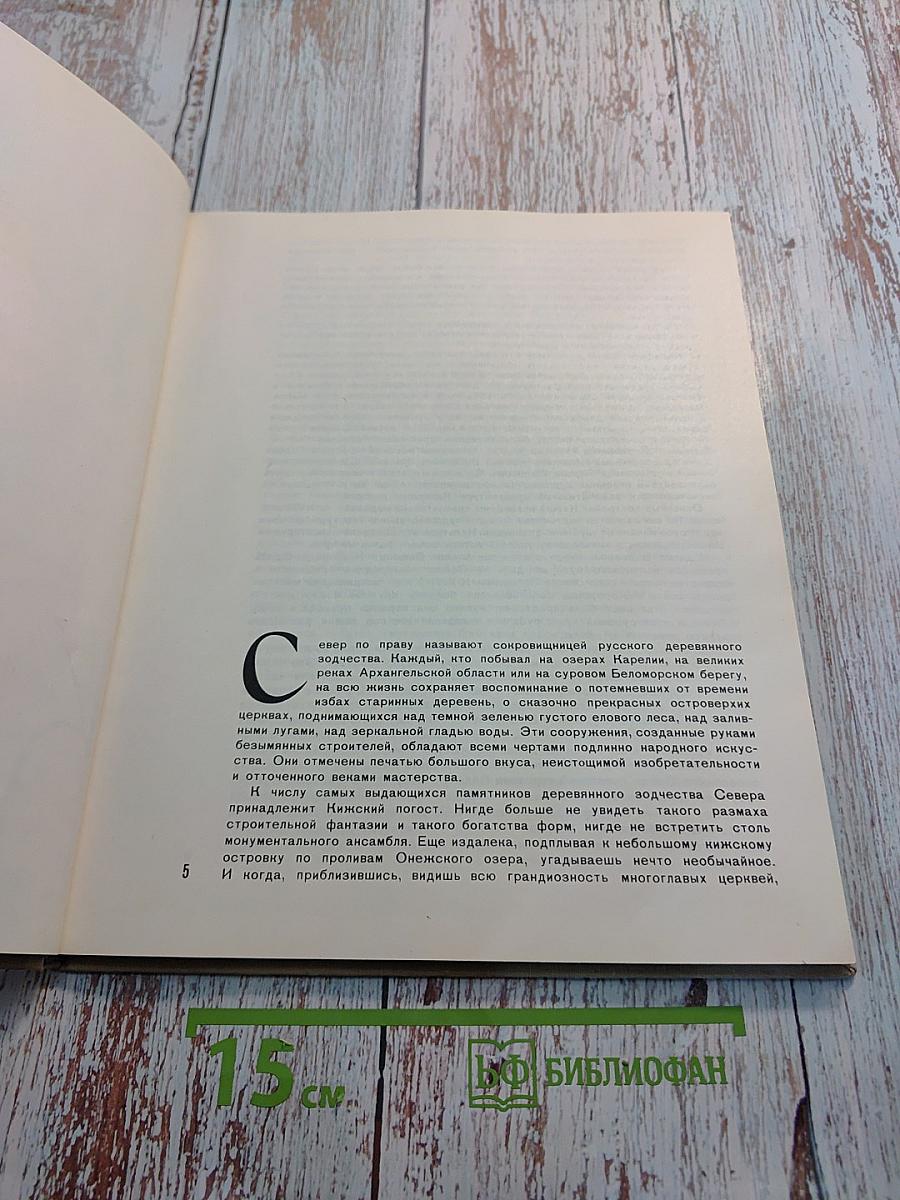 Север по праву называют сокровищницей русского деревянного
зодчества. Каждый, кто побывал на озерах Карелии, на великих
реках Архангельской области или на суровом Беломорском берегу,
на всю жизнь сохраняет воспоминание о потемневших от времени
избах старинных деревень, о сказочно прекрасных островерхих
церквах, поднимающихся над темной зеленью густого елового леса, над залив-
ными лугами, над зеркальной гладью воды. Эти сооружения, созданные руками
безымянных строителей, обладают всеми чертами подлинно народного искус-
ства. Они отмечены печатью большого вкуса, неистощимой изобретательности
и отточенного веками мастерства.
К числу самых выдающихся памятников деревянного зодчества Севера
принадлежит Кижский погост. Нигде больше не увидеть такого размаха
строительной фантазии и такого богатства форм, нигде не встретить столь
монументального ансамбля. Еще издалека, подплывая к небольшому кижскому
островку по проливам Онежского озера, угадываешь нечто необычайное.
И когда, приблизившись, видишь всю грандиозность многоглавых церквей,
5
15 см
БФ БИБЛИОФАН